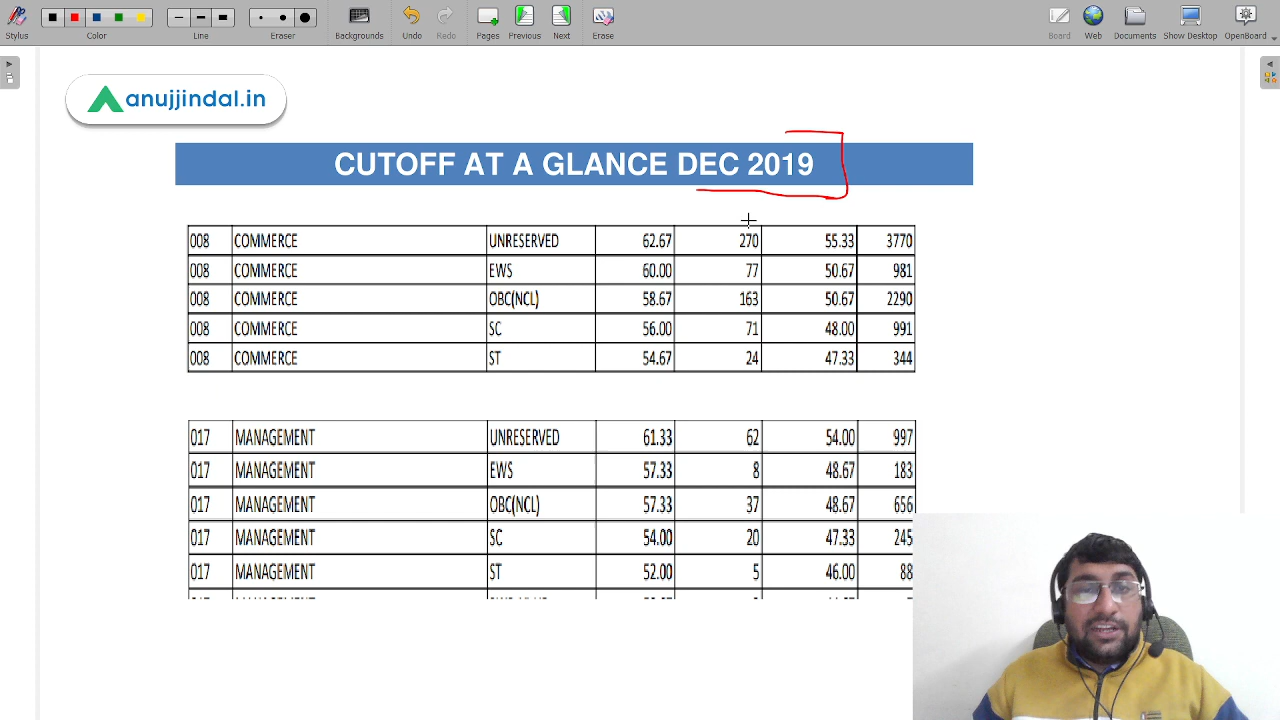 Stylus
Color
Line
Eraser
Backgrounds
Undo
Redo
Pages
Previous
Next
Erase
Board
Web
Documents
Show Desktop
OpenBoard
anujjindal.in
CUTOFF AT A GLANCE DEC 2019
008 COMMERCE UNRESERVED 62.67 270 55.33 3770
008 COMMERCE EWS 60.00 77 50.67 981
008 COMMERCE OBC(NCL) 58.67 163 50.67 2290
008 COMMERCE SC 56.00 71 48.00 991
008 COMMERCE ST 54.67 24 47.33 344
017 MANAGEMENT UNRESERVED 61.33 62 54.00 997
017 MANAGEMENT EWS 57.33 8 48.67 183
017 MANAGEMENT OBC(NCL) 57.33 37 48.67 656
017 MANAGEMENT SC 54.00 20 47.33 245
017 MANAGEMENT ST 52.00 5 46.00 88